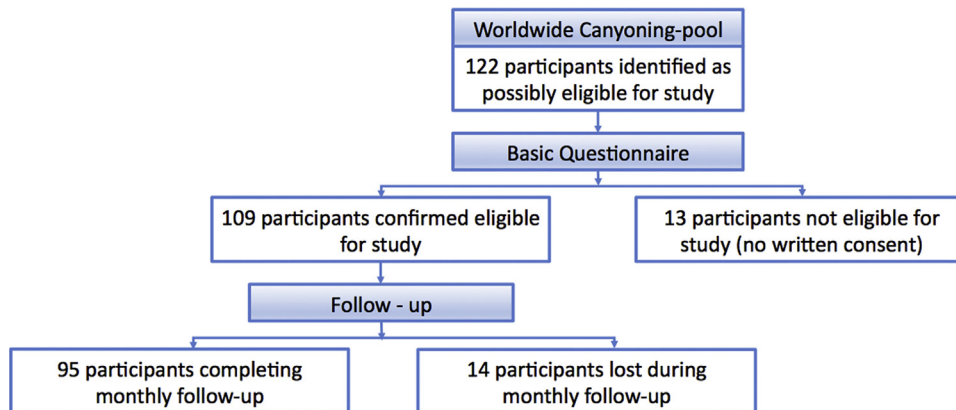 Worldwide Canyoning-pool
122 participants identified as
possibly eligible for study
Basic Questionnaire
109 participants confirmed eligible
for study
13 participants not eligible for
study (no written consent)
Follow - up
95 participants completing
monthly follow-up
14 participants lost during
monthly follow-up